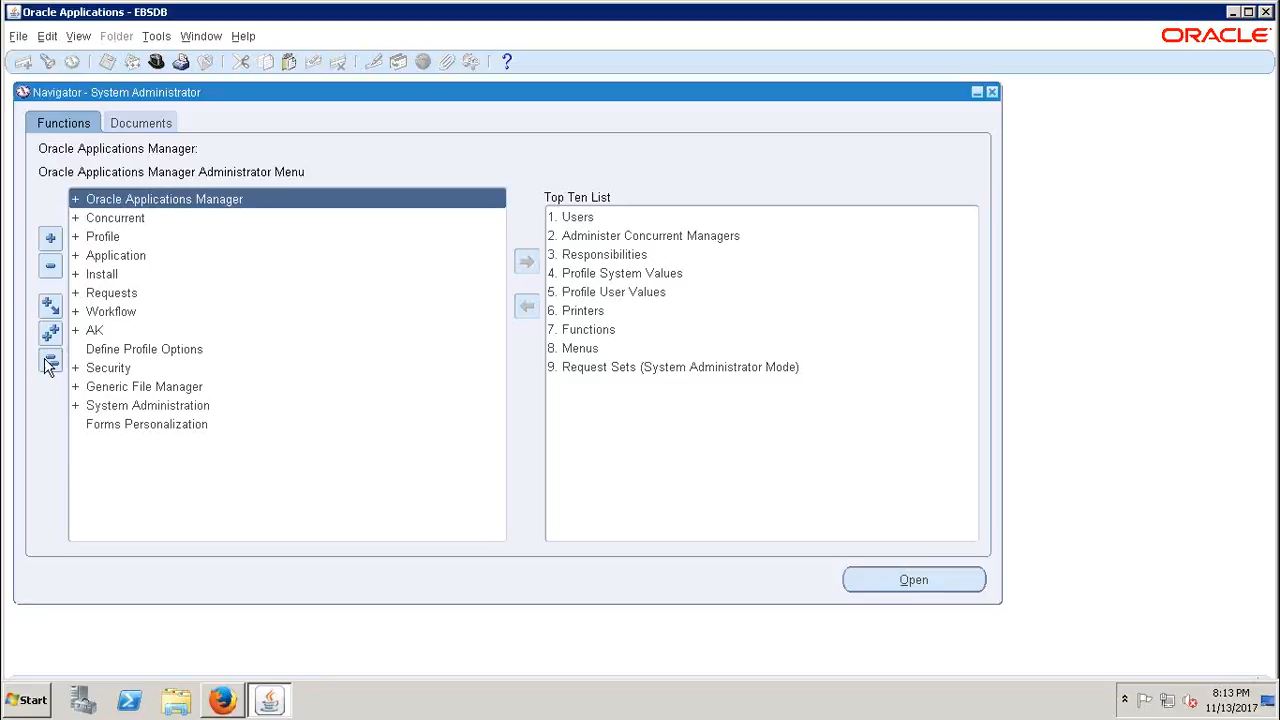 Oracle Applications - EBSDB
File Edit View Folder Tools Window Help
ORACLE
Navigator - System Administrator
Functions Documents
Oracle Applications Manager:
Oracle Applications Manager Administrator Menu
+ Oracle Applications Manager
+ Concurrent
+ Profile
+ Application
+ Install
+ Requests
+ Workflow
+ AK
Define Profile Options
+ Security
+ Generic File Manager
+ System Administration
Forms Personalization
Top Ten List
1. Users
2. Administer Concurrent Managers
3. Responsibilities
4. Profile System Values
5. Profile User Values
6. Printers
7. Functions
8. Menus
9. Request Sets (System Administrator Mode)
Open
Start
8:13 PM
11/13/2017